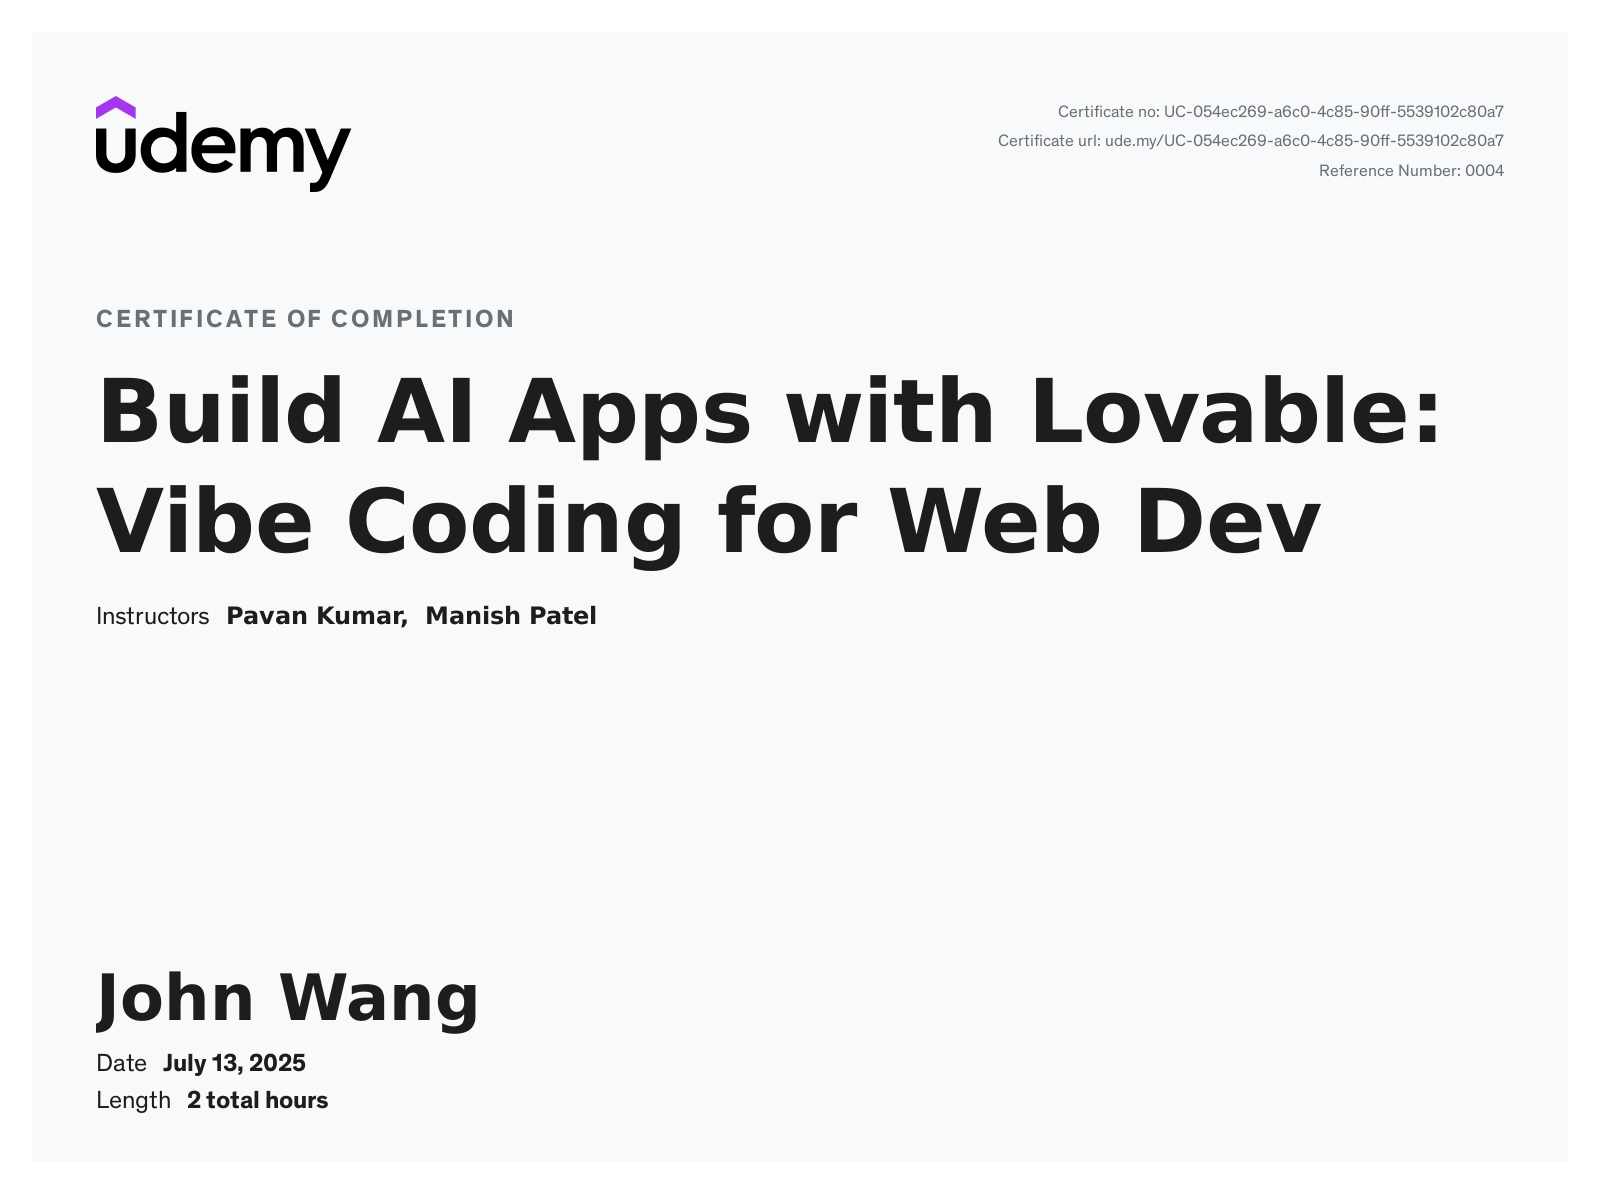 udemy
Certificate no: UC-054ec269-a6c0-4c85-90ff-5539102c80a7
Certificate url: ude.my/UC-054ec269-a6c0-4c85-90ff-5539102c80a7
Reference Number: 0004
CERTIFICATE OF COMPLETION
Build AI Apps with Lovable:
Vibe Coding for Web Dev
Instructors Pavan Kumar, Manish Patel
John Wang
Date July 13, 2025
Length 2 total hours